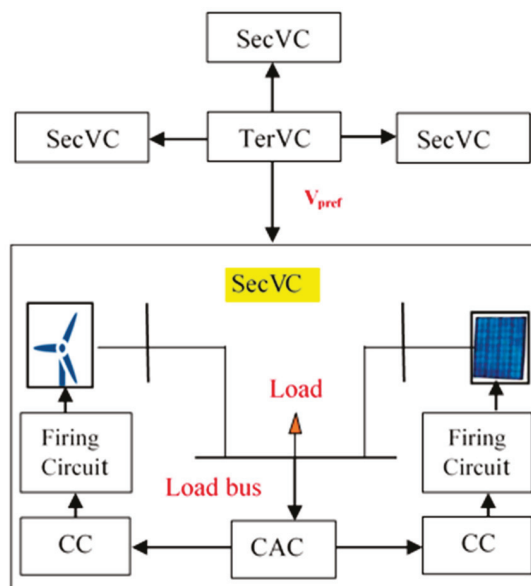 SecVC
SecVC
TerVC
SecVC
Vpref
SecVC
Load
Firing
Circuit
Load bus
Firing
Circuit
CC
CAC
CC